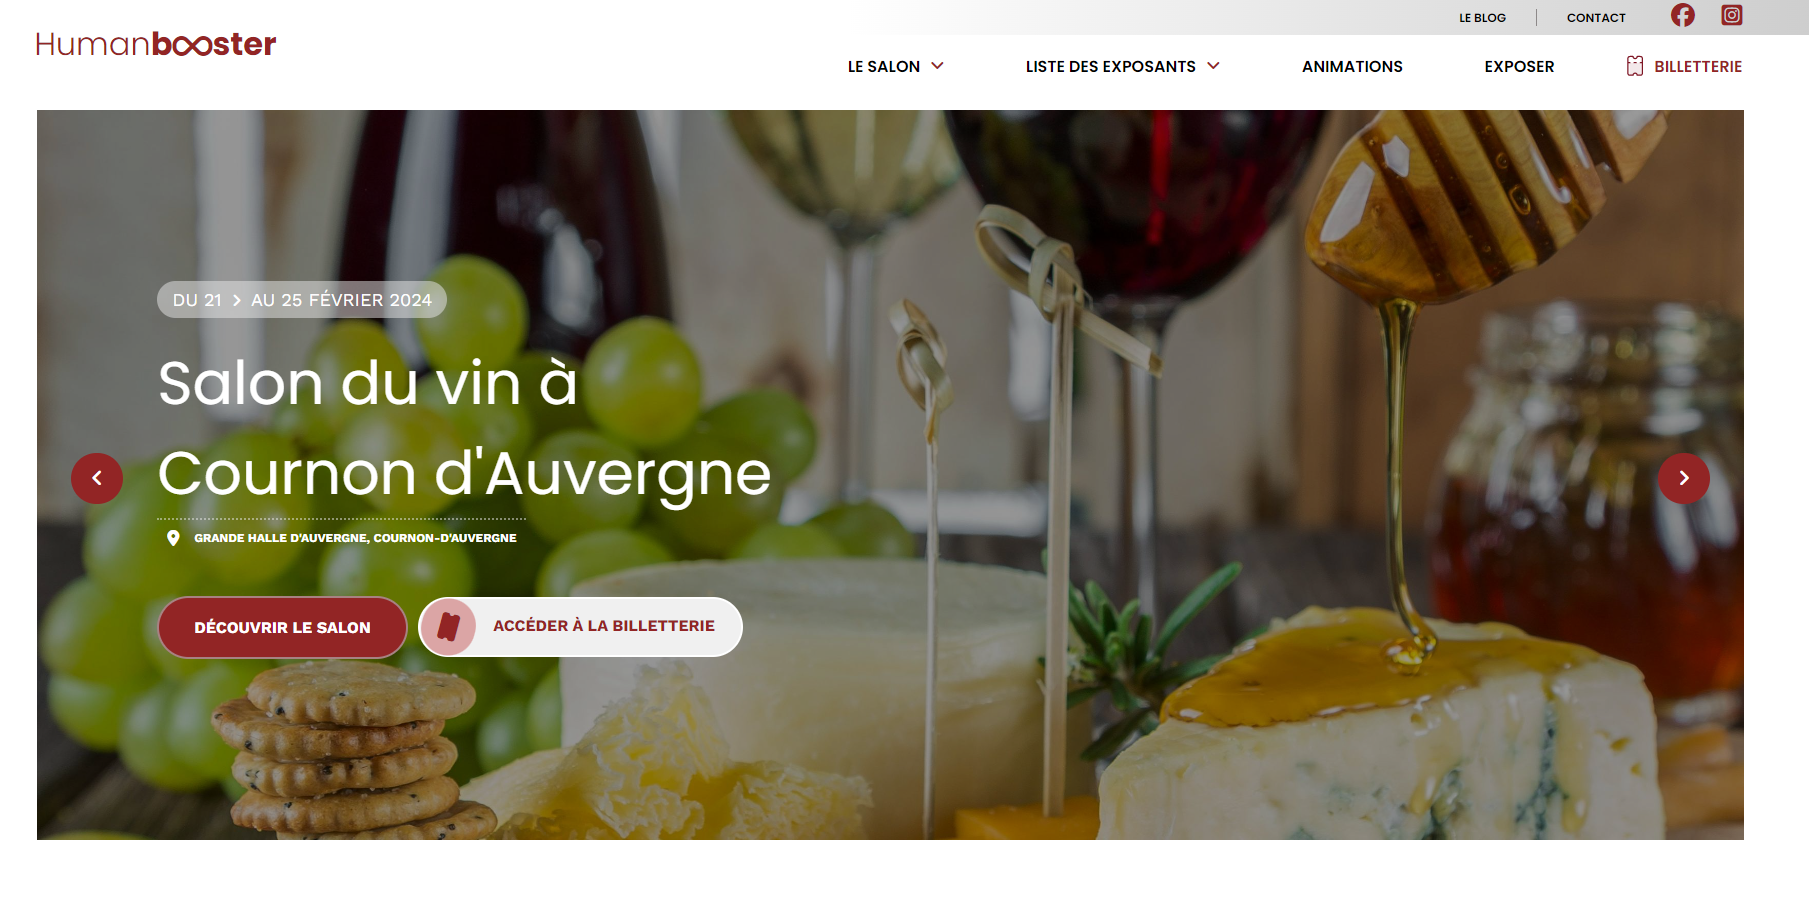 LE BLOG
CONTACT
Humanbooster
LE SALON
LISTE DES EXPOSANTS
ANIMATIONS
EXPOSER
BILLETTERIE
DU 21 > AU 25 FÉVRIER 2024
Salon du vin à
Cournon d'Auvergne
GRANDE HALLE D'AUVERGNE, COURNON-D'AUVERGNE
DÉCOUVRIR LE SALON
ACCÉDER À LA BILLETTERIE